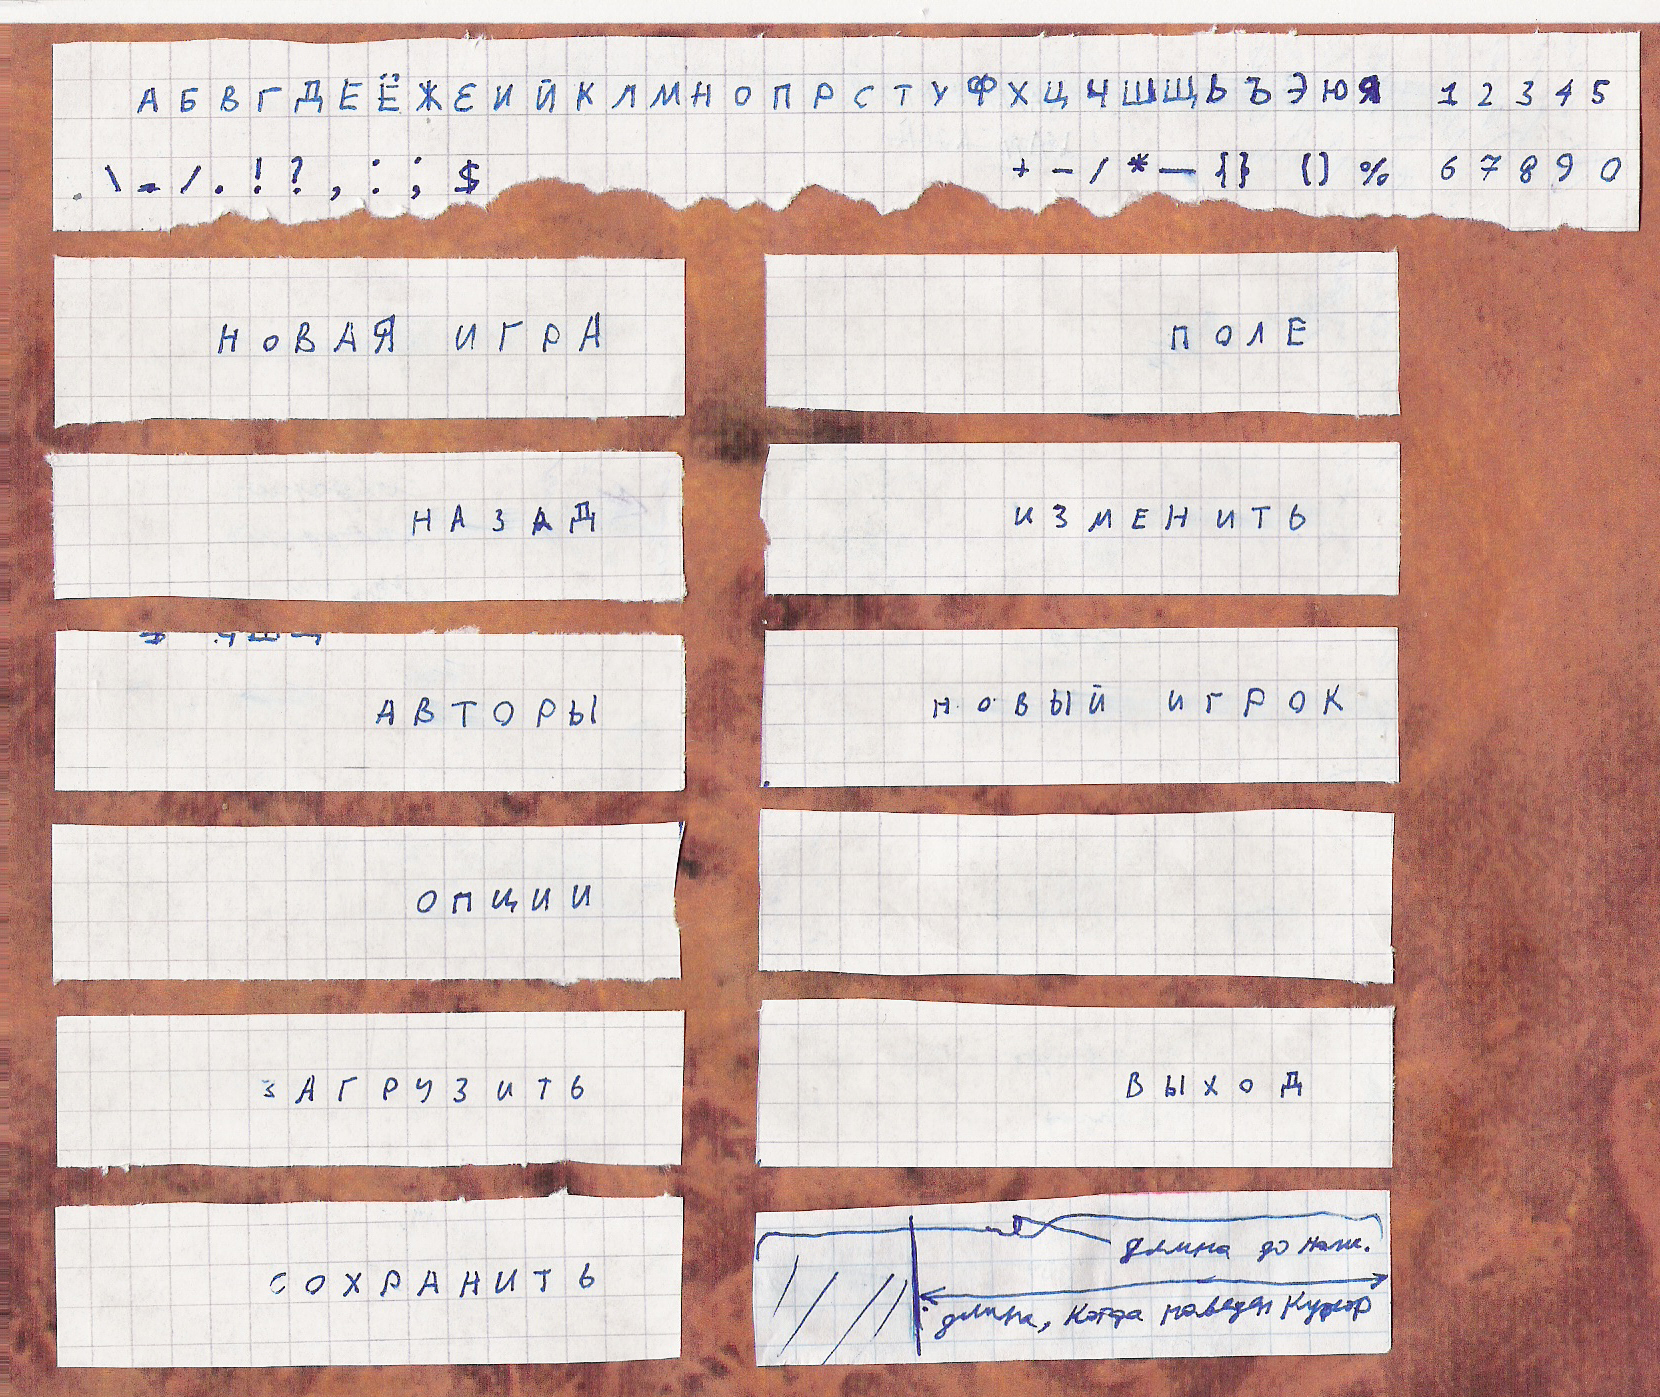 А Б В Г Д Е Ё Ж Є И Й К Л М Н О П Р С Т У Ф Х Ц Ч Ш Щ Ь Ъ Э Ю Я 1 2 3 4 5
. \ = / . ! ? , : ; $ + - / * — { } [ ] % 6 7 8 9 0
НОВАЯ ИГРА
ПОЛЕ
НАЗАД
ИЗМЕНИТЬ
АВТОРЫ
НОВЫЙ ИГРОК
ОПЦИИ
ЗАГРУЗИТЬ
ВЫХОД
СОХРАНИТЬ
длина до наж.
длина, когда наведен курсор